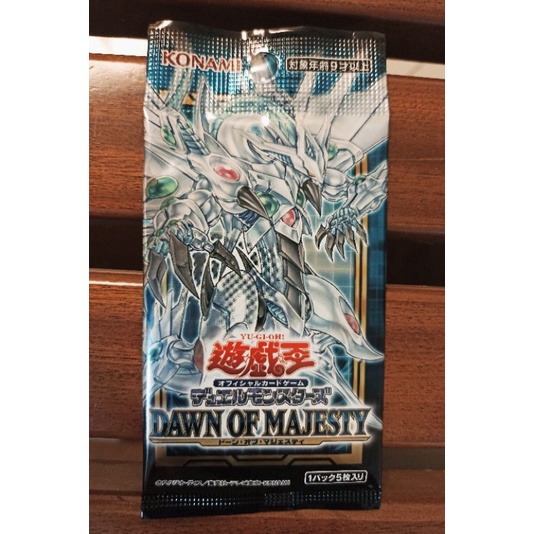 KONAMI
対象年齢9才以上
YU-GI-OH!
遊戯王
オフィシャルカードゲーム
デュエルモンスターズ
DAWN OF MAJESTY
ドーン・オブ・マジェスティ
1パック5枚入り